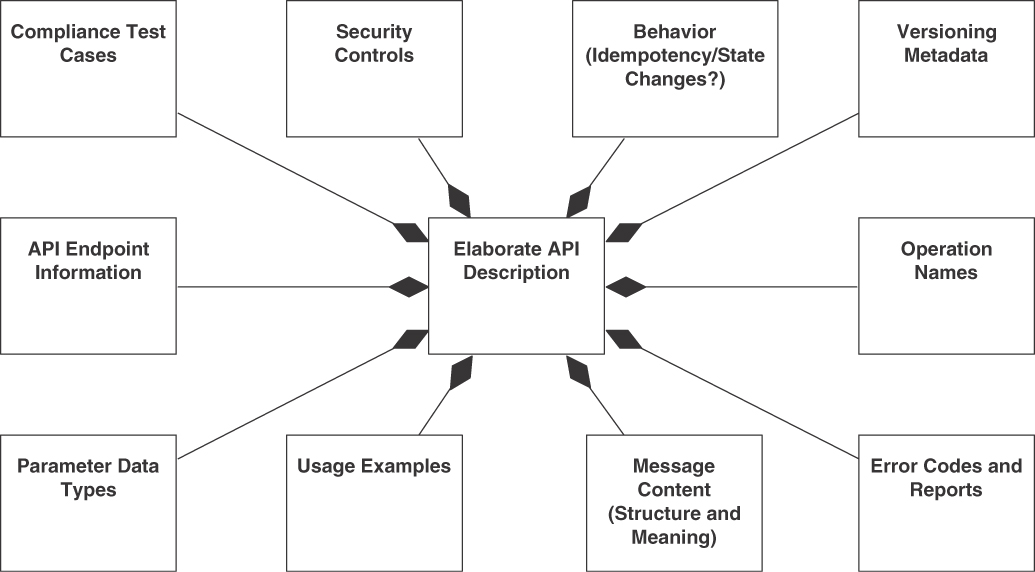 Compliance Test
Cases
Security
Controls
Behavior
(Idempotency/State
Changes?)
Versioning
Metadata
API Endpoint
Information
Elaborate API
Description
Operation
Names
Parameter Data
Types
Usage Examples
Message
Content
(Structure and
Meaning)
Error Codes and
Reports